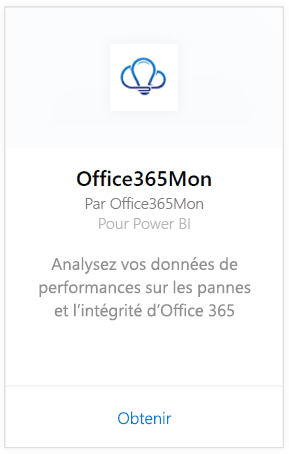 Office365Mon
Par Office365Mon
Pour Power BI
Analysez vos données de
performances sur les pannes
et l’intégrité d’Office 365
Obtenir